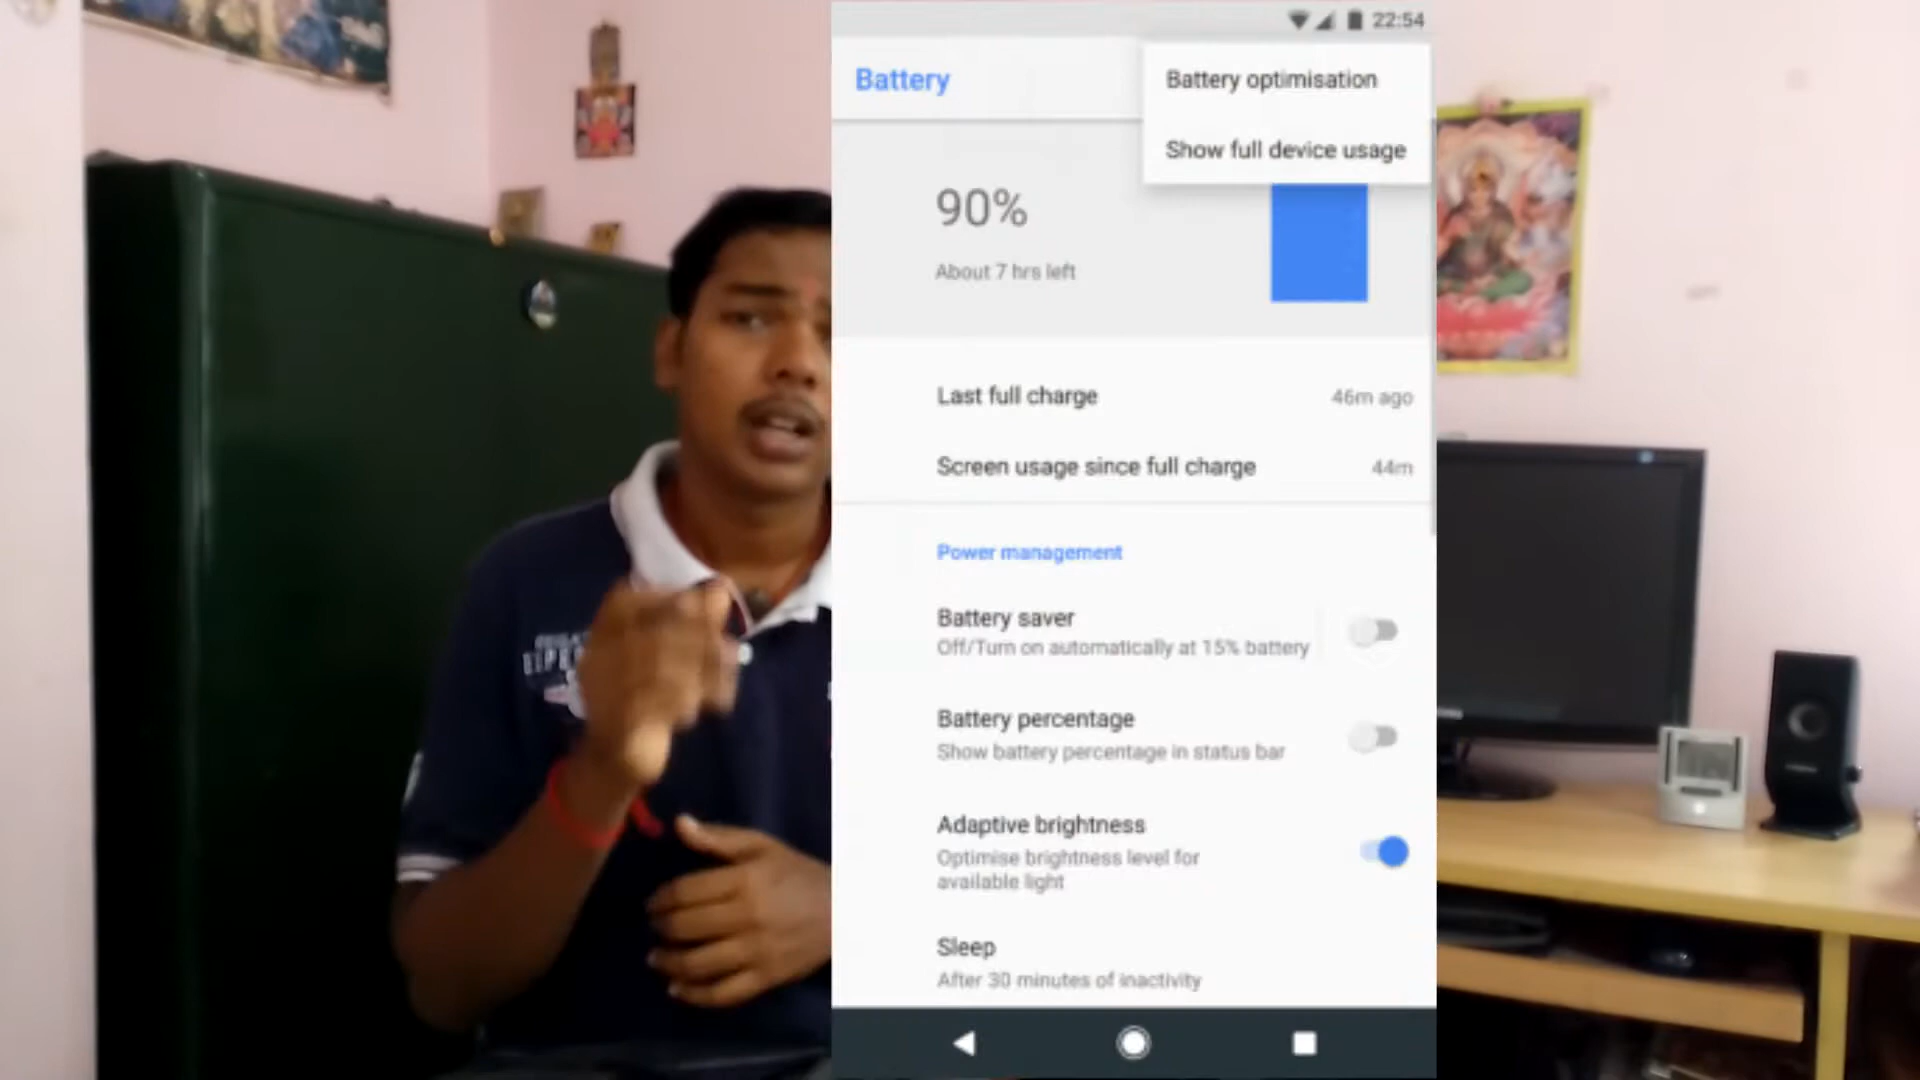 22:54
Battery
Battery optimisation
Show full device usage
90%
About 7 hrs left
Last full charge
46m ago
Screen usage since full charge
44m
Power management
Battery saver
Off/Turn on automatically at 15% battery
Battery percentage
Show battery percentage in status bar
Adaptive brightness
Optimise brightness level for
available light
Sleep
After 30 minutes of inactivity